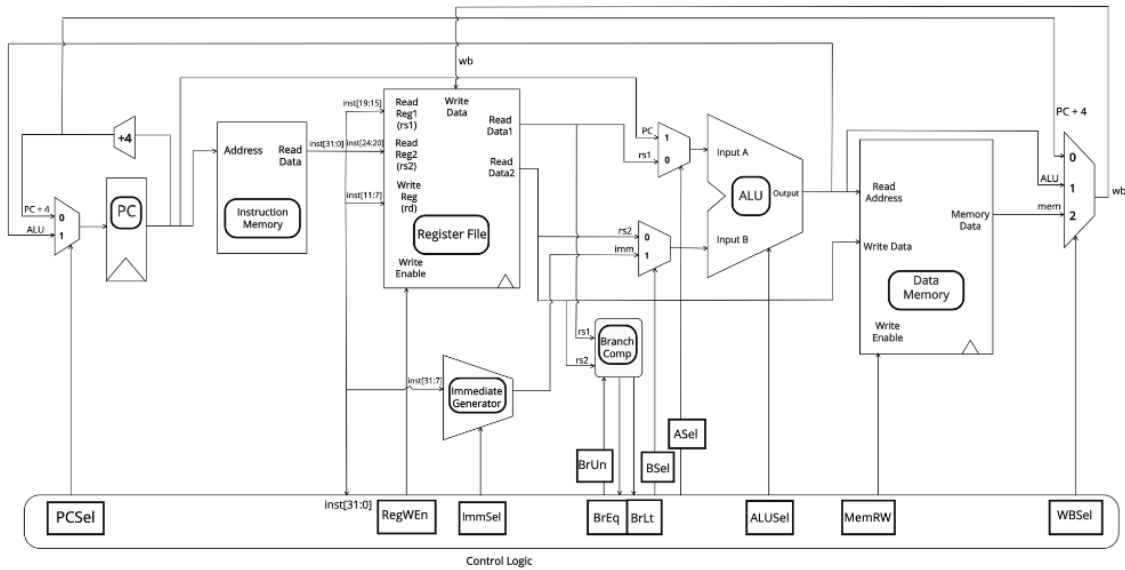 wb
PC + 4
+4
PC + 4
0
ALU
1
PC
Address
Read
Data
Instruction
Memory
inst[31:0]
inst[19:15]
inst[24:20]
inst[11:7]
Read
Reg1
(rs1)
Write
Data
Read
Data1
Read
Reg2
(rs2)
Read
Data2
Write
Reg
(rd)
Register File
Write
Enable
PC
1
rs1
0
rs2
0
imm
1
Input A
ALU
Output
Input B
Read
Address
Memory
Data
Write Data
Data
Memory
Write
Enable
0
ALU
1
mem
2
wb
rs1
rs2
Branch
Comp
inst[31:7]
Immediate
Generator
ASel
BrUn
BSel
inst[31:0]
PCSel
RegWEn
ImmSel
BrEq
BrLt
ALUSel
MemRW
WBSel
Control Logic